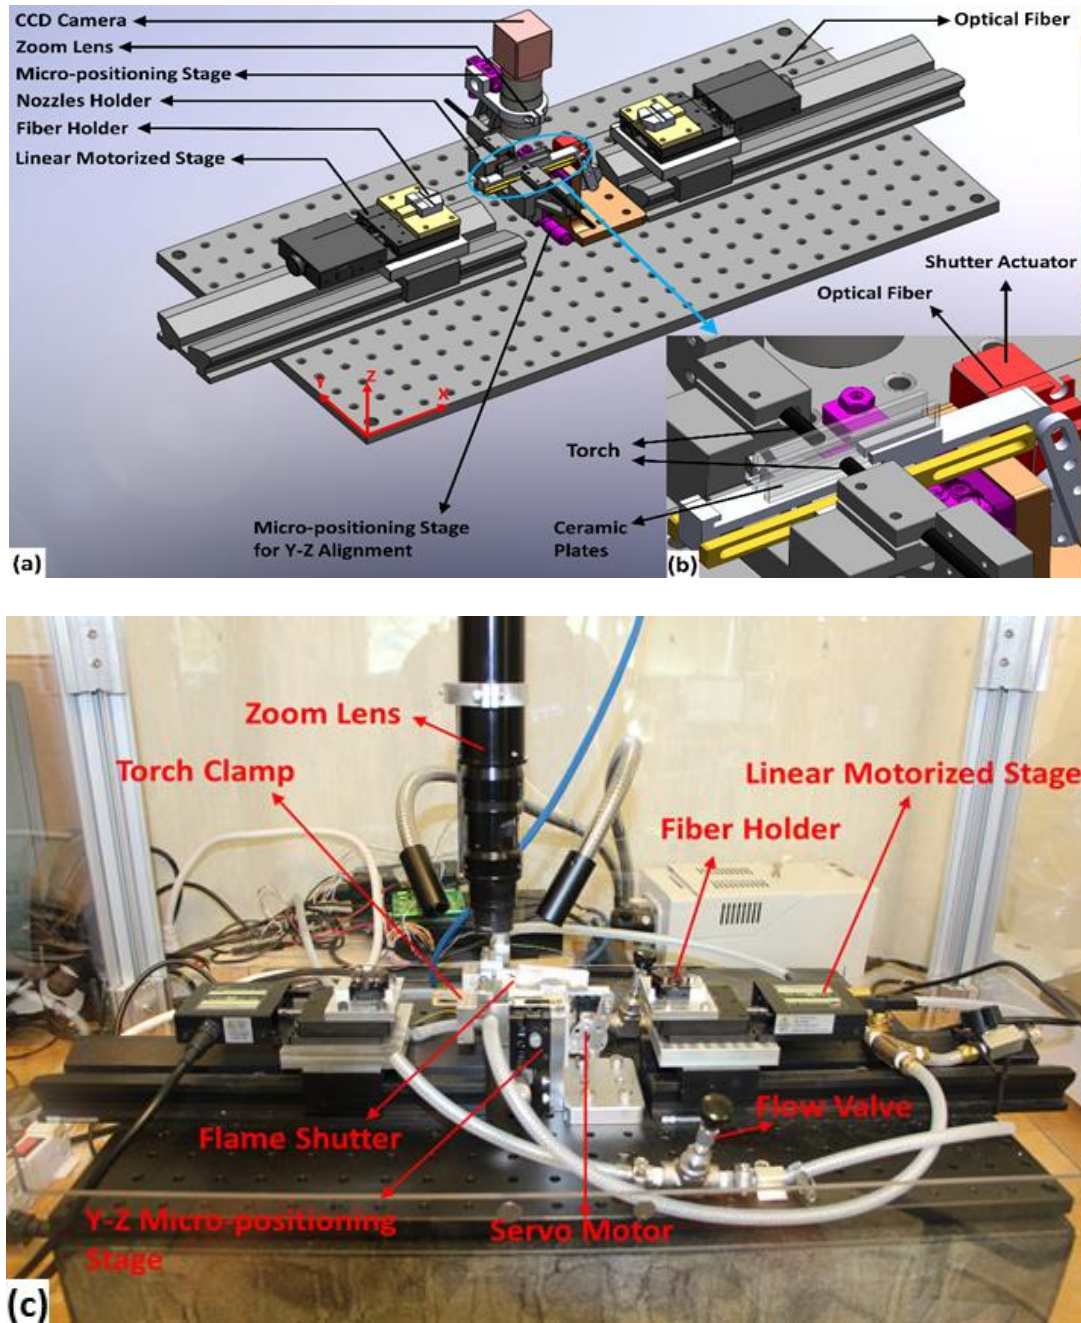 CCD Camera
Zoom Lens
Micro-positioning Stage
Nozzles Holder
Fiber Holder
Linear Motorized Stage
Optical Fiber
Shutter Actuator
Optical Fiber
Y
Z
X
Torch
Ceramic
Plates
Micro-positioning Stage
for Y-Z Alignment
(a)
(b)
Zoom Lens
Torch Clamp
Linear Motorized Stage
Fiber Holder
Flame Shutter
Flow Valve
Y-Z Micro-positioning
Stage
Servo Motor
(c)